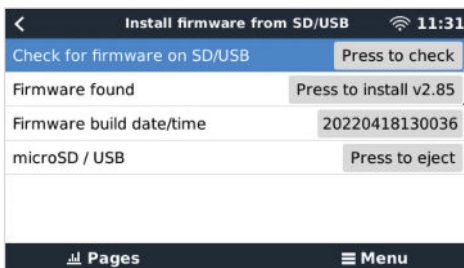 Install firmware from SD/USB 11:31
Check for firmware on SD/USB Press to check
Firmware found Press to install v2.85
Firmware build date/time 20220418130036
microSD / USB Press to eject
Pages Menu